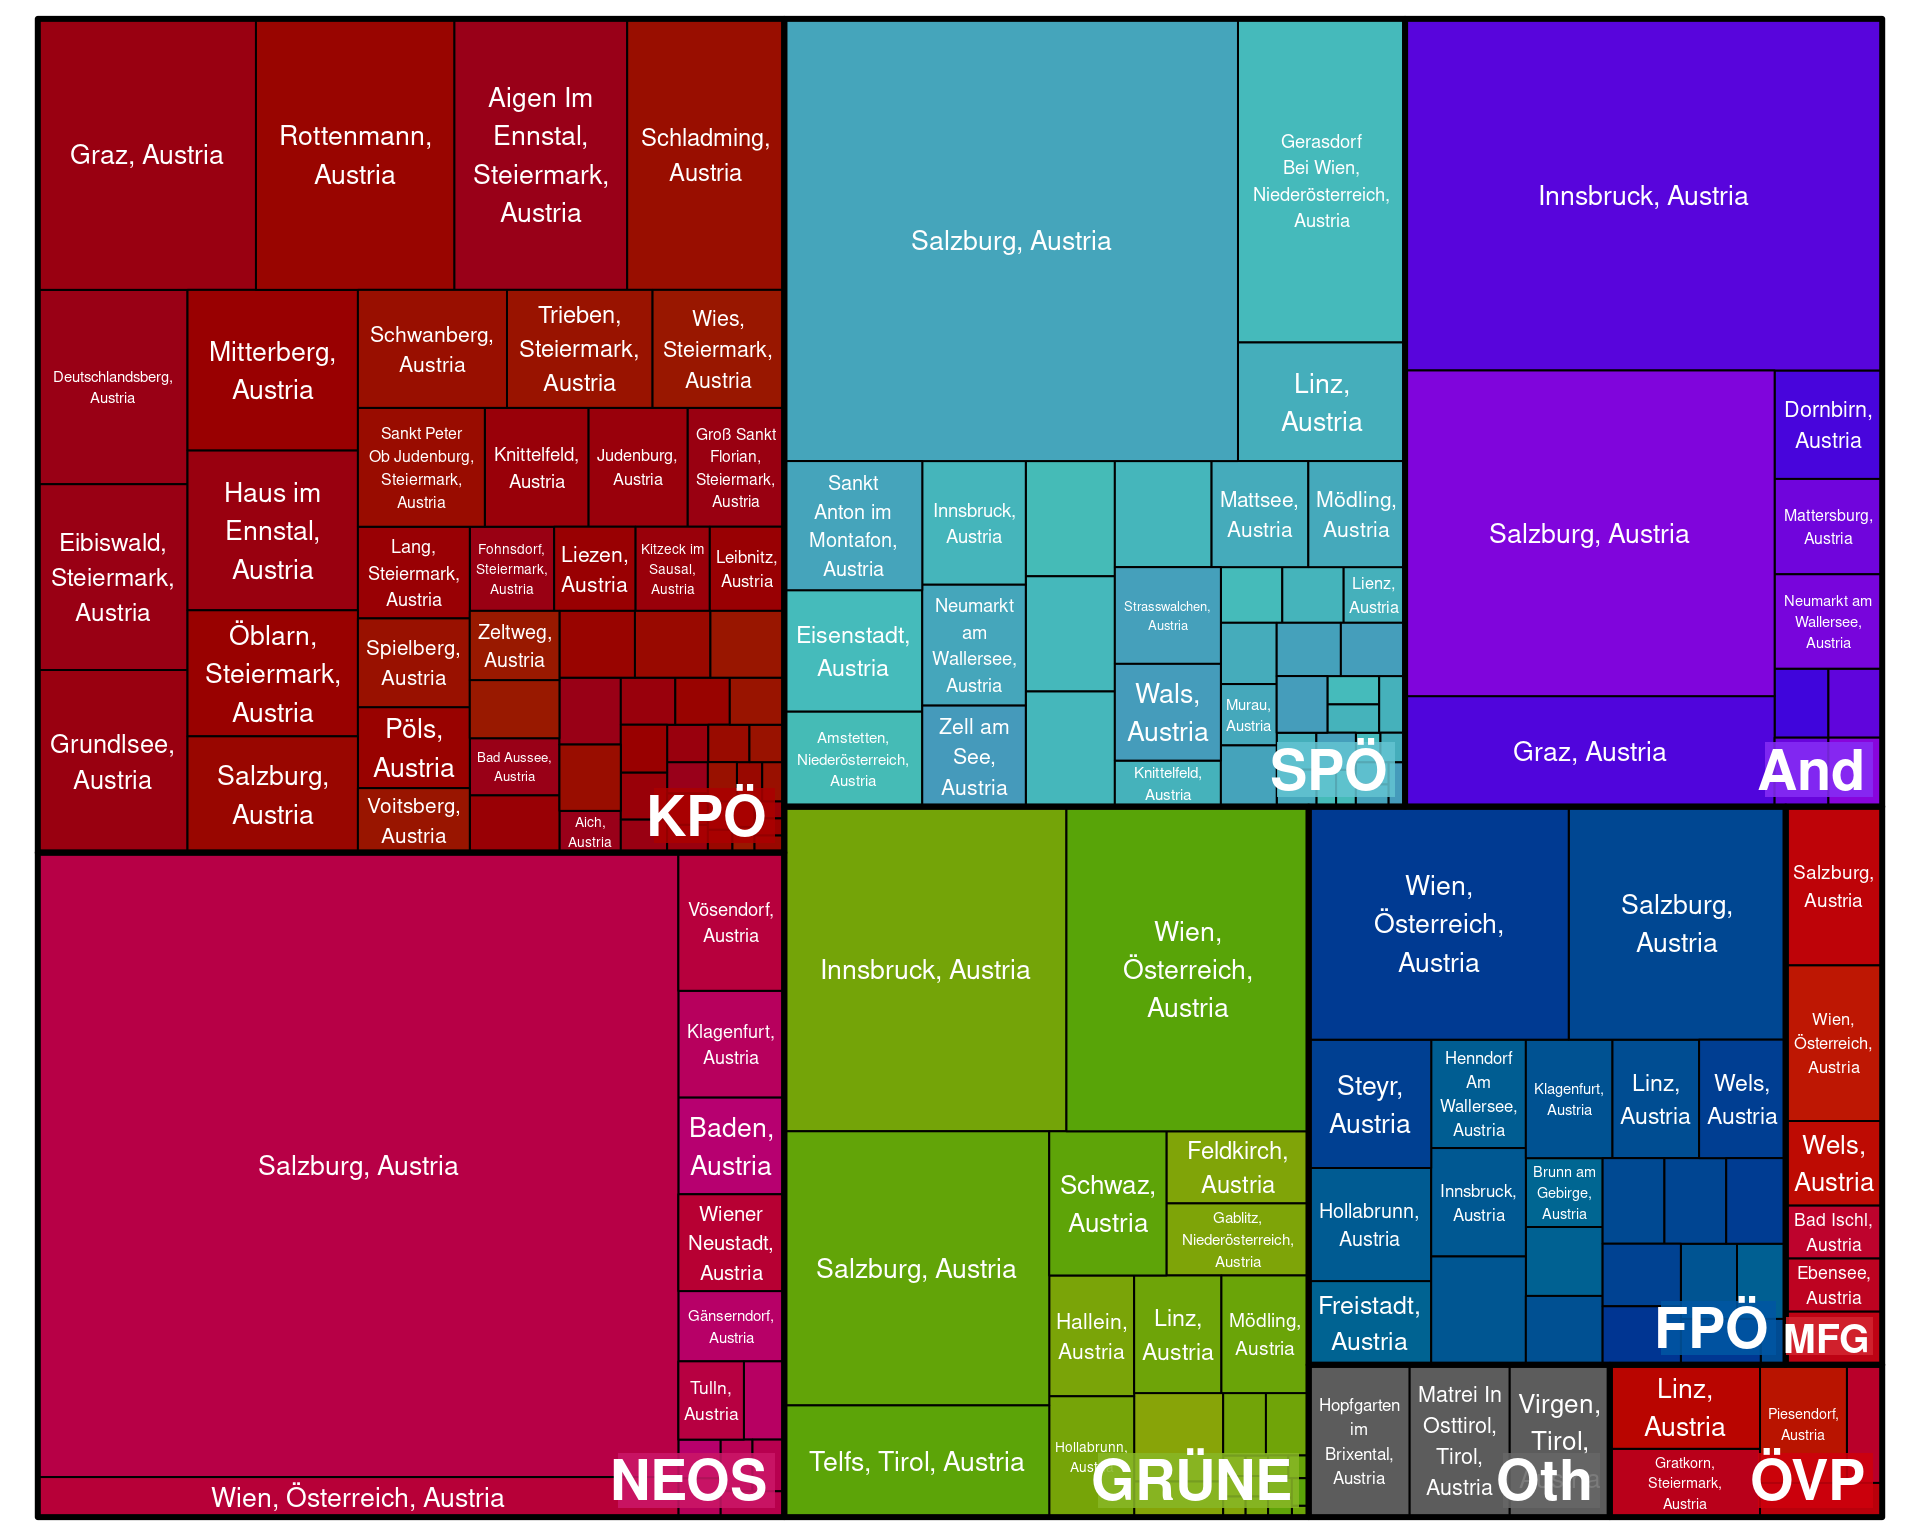 Graz, Austria
Rottenmann,
Austria
Aigen Im
Ennstal,
Steiermark,
Austria
Schladming,
Austria
Deutschlandsberg,
Austria
Mitterberg,
Austria
Schwanberg,
Austria
Trieben,
Steiermark,
Austria
Wies,
Steiermark,
Austria
Sankt Peter
Ob Judenburg,
Steiermark,
Austria
Knittelfeld,
Austria
Judenburg,
Austria
Groß Sankt
Florian,
Steiermark,
Austria
Eibiswald,
Steiermark,
Austria
Haus im
Ennstal,
Austria
Lang,
Steiermark,
Austria
Fohnsdorf,
Steiermark,
Austria
Liezen,
Austria
Kitzeck im
Sausal,
Austria
Leibnitz,
Austria
Öblarn,
Steiermark,
Austria
Spielberg,
Austria
Zeltweg,
Austria
Grundlsee,
Austria
Salzburg,
Austria
Pöls,
Austria
Bad Aussee,
Austria
Voitsberg,
Austria
Aich,
Austria
KPÖ
Salzburg, Austria
Gerasdorf
Bei Wien,
Niederösterreich,
Austria
Linz,
Austria
Sankt
Anton im
Montafon,
Austria
Innsbruck,
Austria
Mattsee,
Austria
Mödling,
Austria
Eisenstadt,
Austria
Neumarkt
am
Wallersee,
Austria
Strasswalchen,
Austria
Lienz,
Austria
Amstetten,
Niederösterreich,
Austria
Zell am
See,
Austria
Wals,
Austria
Murau,
Austria
Knittelfeld,
Austria
SPÖ
Innsbruck, Austria
Salzburg, Austria
Dornbirn,
Austria
Mattersburg,
Austria
Neumarkt am
Wallersee,
Austria
Graz, Austria
And
Salzburg, Austria
Vösendorf,
Austria
Klagenfurt,
Austria
Baden,
Austria
Wiener
Neustadt,
Austria
Gänserndorf,
Austria
Tulln,
Austria
Wien, Österreich, Austria
NEOS
Innsbruck, Austria
Wien,
Österreich,
Austria
Salzburg, Austria
Schwaz,
Austria
Feldkirch,
Austria
Gablitz,
Niederösterreich,
Austria
Hallein,
Austria
Linz,
Austria
Mödling,
Austria
Telfs, Tirol, Austria
Hollabrunn,
Austria
GRÜNE
Wien,
Österreich,
Austria
Salzburg,
Austria
Steyr,
Austria
Henndorf
Am
Wallersee,
Austria
Klagenfurt,
Austria
Linz,
Austria
Wels,
Austria
Hollabrunn,
Austria
Innsbruck,
Austria
Brunn am
Gebirge,
Austria
Freistadt,
Austria
FPÖ
Salzburg,
Austria
Wien,
Österreich,
Austria
Wels,
Austria
Bad Ischl,
Austria
Ebensee,
Austria
MFG
Hopfgarten
im
Brixental,
Austria
Matrei In
Osttirol,
Tirol,
Austria
Virgen,
Tirol,
Austria
Oth
Linz,
Austria
Piesendorf,
Austria
Gratkorn,
Steiermark,
Austria
ÖVP